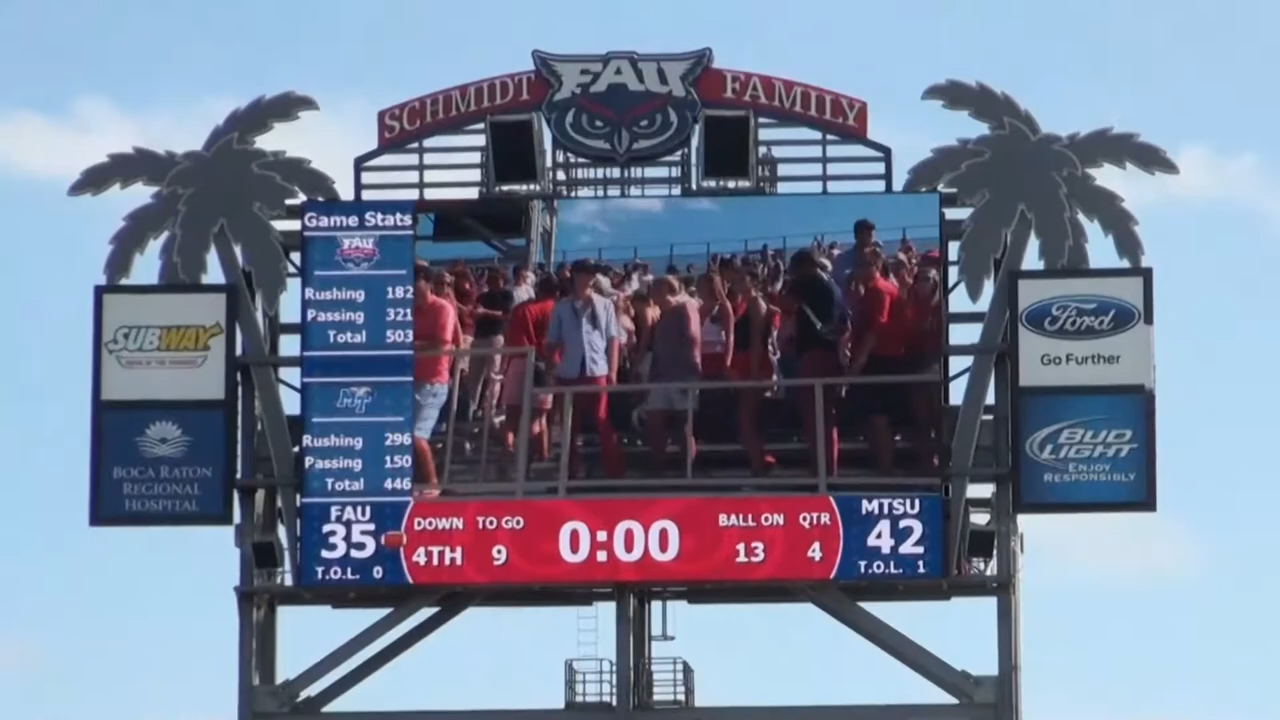 SCHMIDT FAU FAMILY
Game Stats
FAU
Rushing 182
Passing 321
Total 503
MT
Rushing 296
Passing 150
Total 446
SUBWAY
BOCA RATON
REGIONAL
HOSPITAL
Ford
Go Further
BUD
LIGHT
ENJOY
RESPONSIBLY
FAU
35
T.O.L. 0
DOWN TO GO
4TH 9
0:00
BALL ON QTR
13 4
MTSU
42
T.O.L. 1